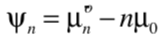 ψₙ = μₙ^v − nμ₀